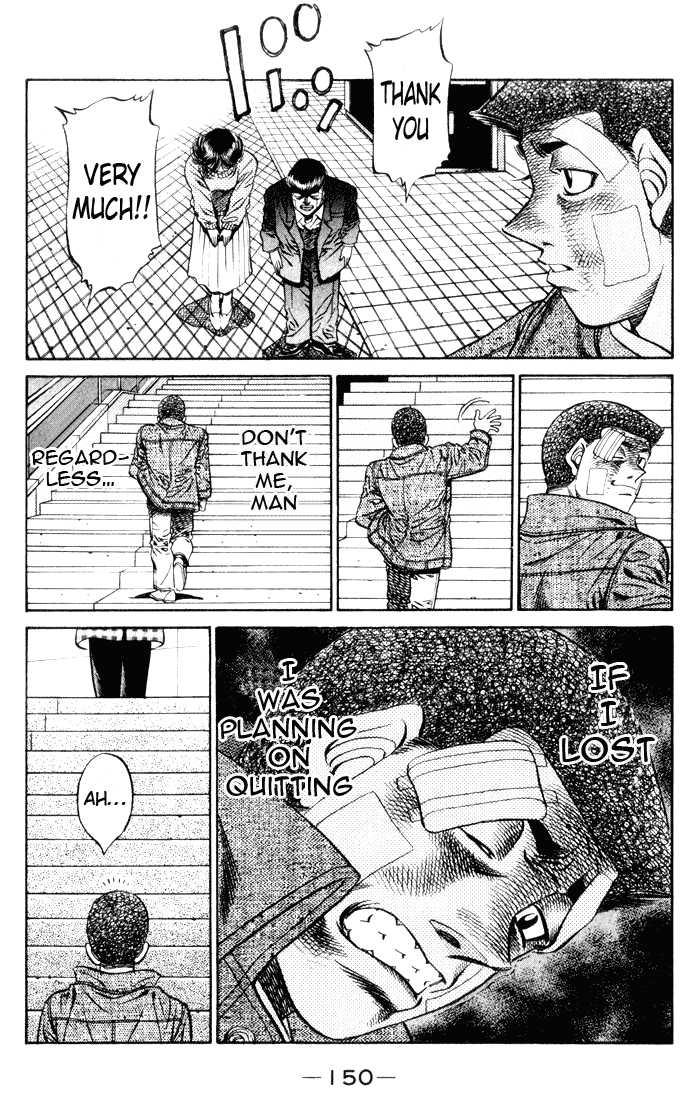 THANK
YOU
VERY
MUCH!!
REGARD-
LESS...
DON'T
THANK
ME,
MAN
IF
I
LOST
I
WAS
PLANNING
ON
QUITTING
AH...
—150—